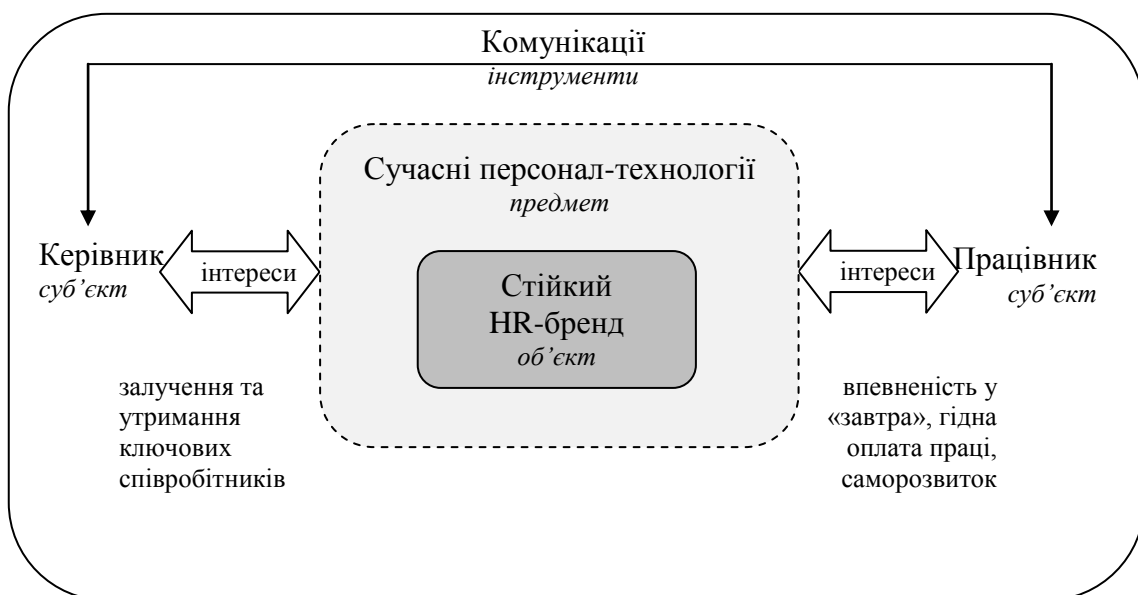 Комунікації
інструменти
Сучасні персонал-технології
предмет
Керівник
суб’єкт
інтереси
Стійкий
HR-бренд
об’єкт
інтереси
Працівник
суб’єкт
залучення та
утримання
ключових
співробітників
впевненість у
«завтра», гідна
оплата праці,
саморозвиток